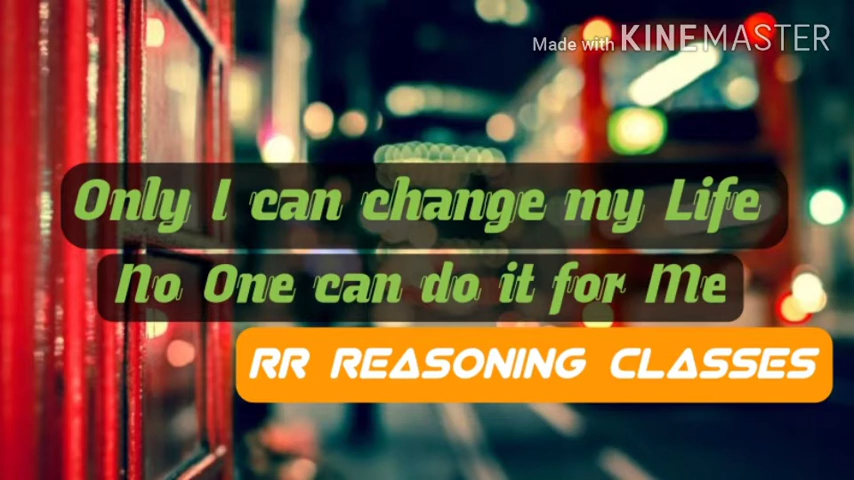 Made with KINEMASTER
Only I can change my Life
No One can do it for Me
RR REASONING CLASSES